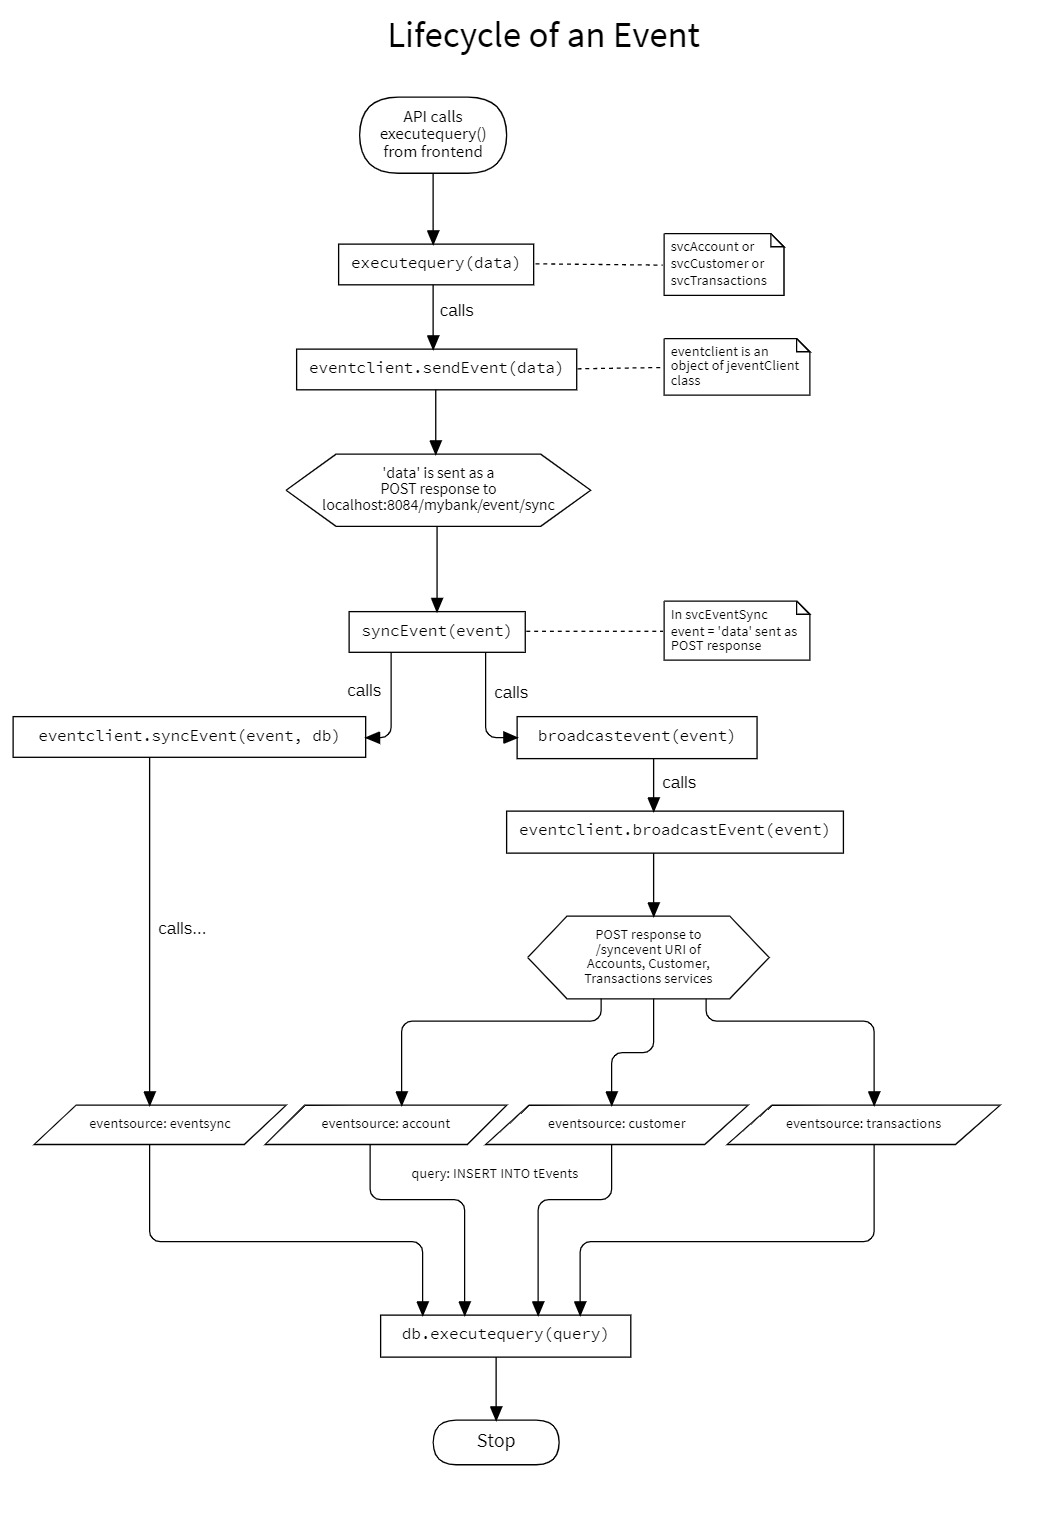 Lifecycle of an Event
API calls
executequery()
from frontend
executequery(data)
svcAccount or
svcCustomer or
svcTransactions
calls
eventclient.sendEvent(data)
eventclient is an
object of jeventClient
class
'data' is sent as a
POST response to
localhost:8084/mybank/event/sync
syncEvent(event)
In svcEventSync
event = 'data' sent as
POST response
calls
calls
eventclient.syncEvent(event, db)
broadcastevent(event)
calls
eventclient.broadcastEvent(event)
calls...
POST response to
/syncevent URI of
Accounts, Customer,
Transactions services
eventsource: eventsync
eventsource: account
eventsource: customer
eventsource: transactions
query: INSERT INTO tEvents
db.executequery(query)
Stop